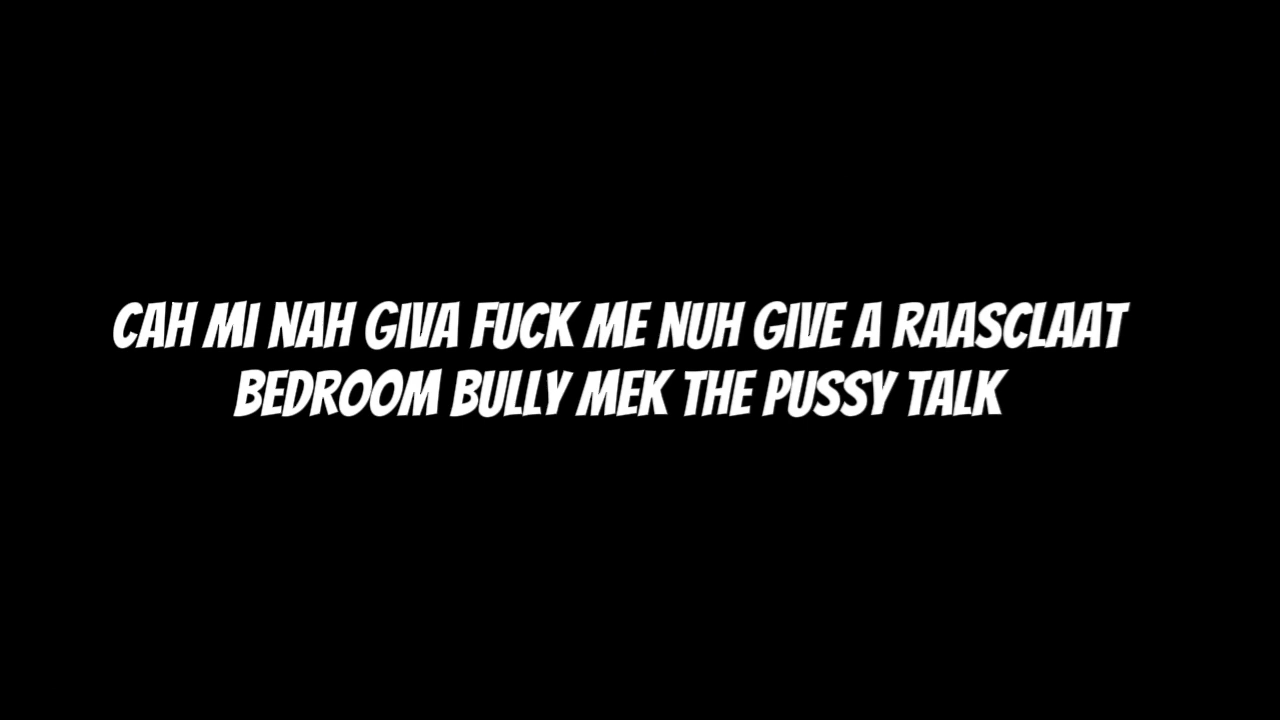 CAH MI NAH GIVA FUCK ME NUH GIVE A RAASCLAAT
BEDROOM BULLY MEK THE PUSSY TALK